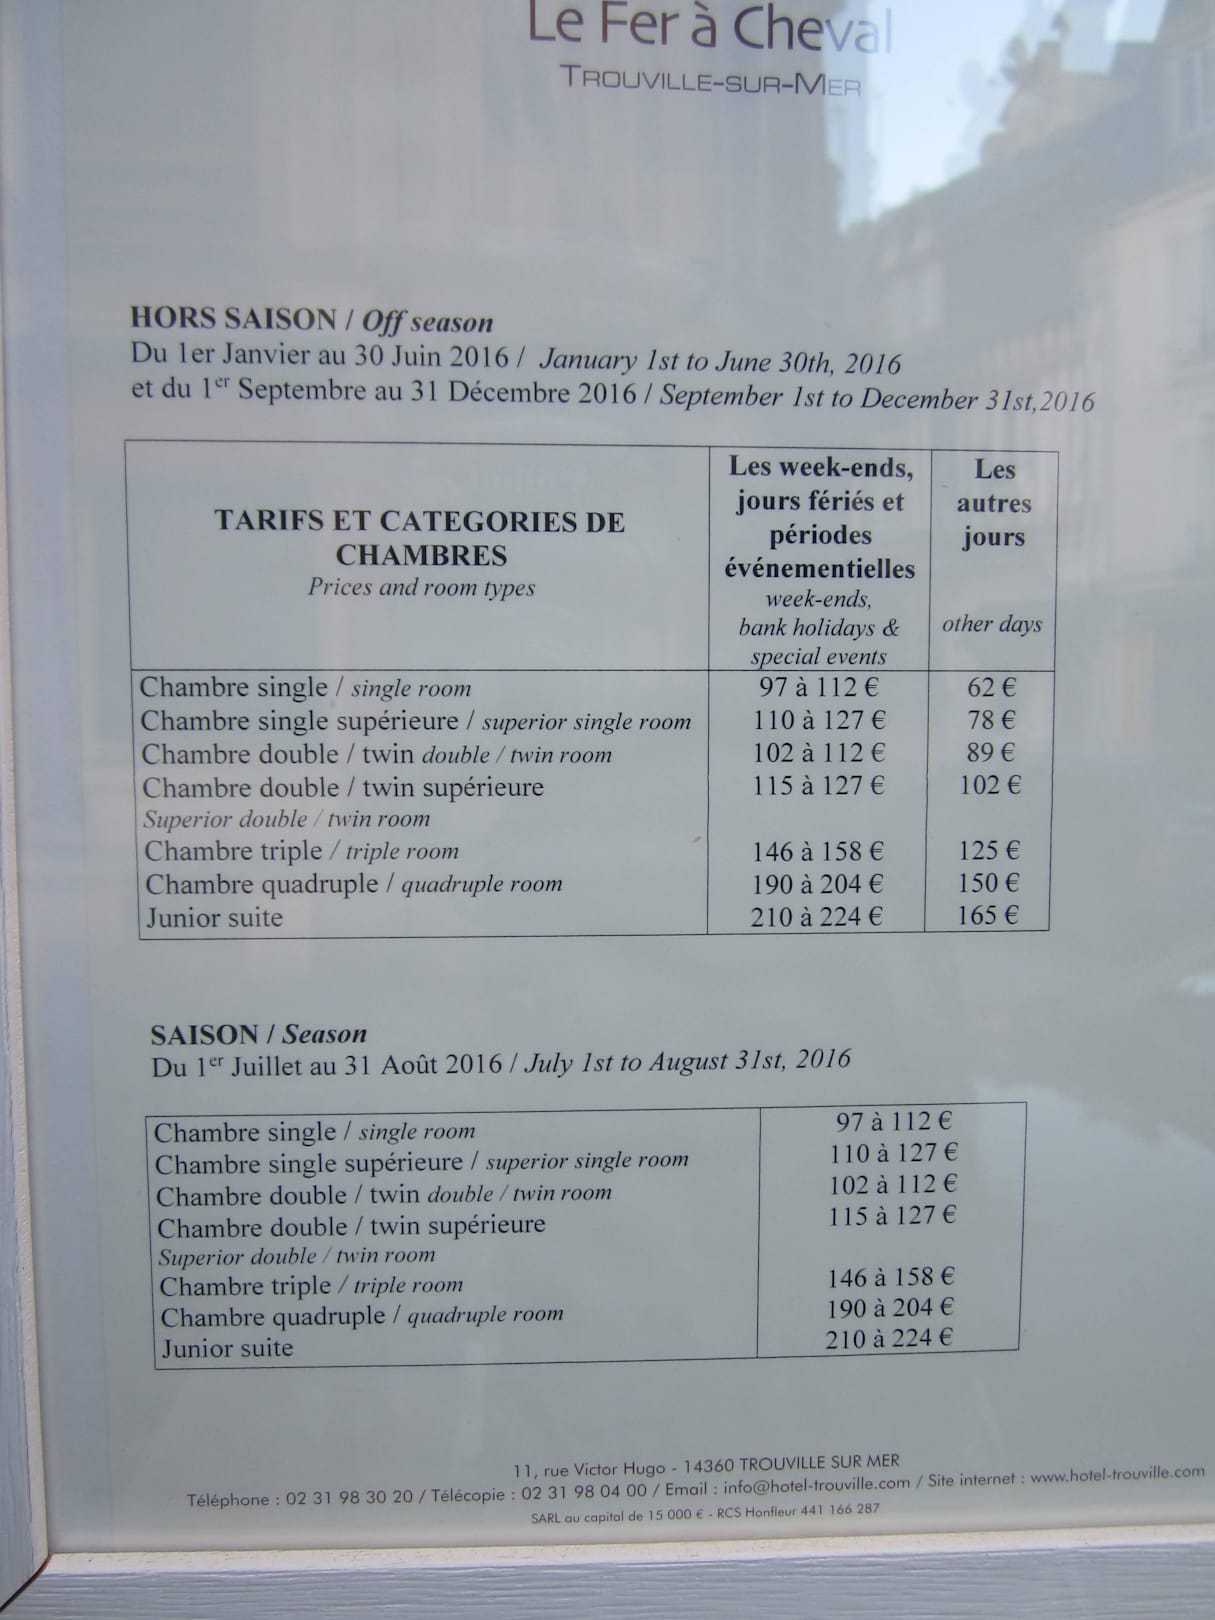 Le Fer à Cheval
TROUVILLE-SUR-MER
HORS SAISON / Off season
Du 1er Janvier au 30 Juin 2016 / January 1st to June 30th, 2016
et du 1er Septembre au 31 Décembre 2016 / September 1st to December 31st,2016
TARIFS ET CATEGORIES DE
CHAMBRES
Prices and room types
Les week-ends,
jours fériés et
périodes
événementielles
week-ends,
bank holidays &
special events
Les
autres
jours
other days
Chambre single / single room 97 à 112 € 62 €
Chambre single supérieure / superior single room 110 à 127 € 78 €
Chambre double / twin double / twin room 102 à 112 € 89 €
Chambre double / twin supérieure 115 à 127 € 102 €
Superior double / twin room
Chambre triple / triple room 146 à 158 € 125 €
Chambre quadruple / quadruple room 190 à 204 € 150 €
Junior suite 210 à 224 € 165 €
SAISON / Season
Du 1er Juillet au 31 Août 2016 / July 1st to August 31st, 2016
Chambre single / single room 97 à 112 €
Chambre single supérieure / superior single room 110 à 127 €
Chambre double / twin double / twin room 102 à 112 €
Chambre double / twin supérieure 115 à 127 €
Superior double / twin room
Chambre triple / triple room 146 à 158 €
Chambre quadruple / quadruple room 190 à 204 €
Junior suite 210 à 224 €
11, rue Victor Hugo - 14360 TROUVILLE SUR MER
Téléphone : 02 31 98 30 20 / Télécopie : 02 31 98 04 00 / Email : info@hotel-trouville.com / Site internet : www.hotel-trouville.com
SARL au capital de 15 000 € - RCS Honfleur 441 166 287